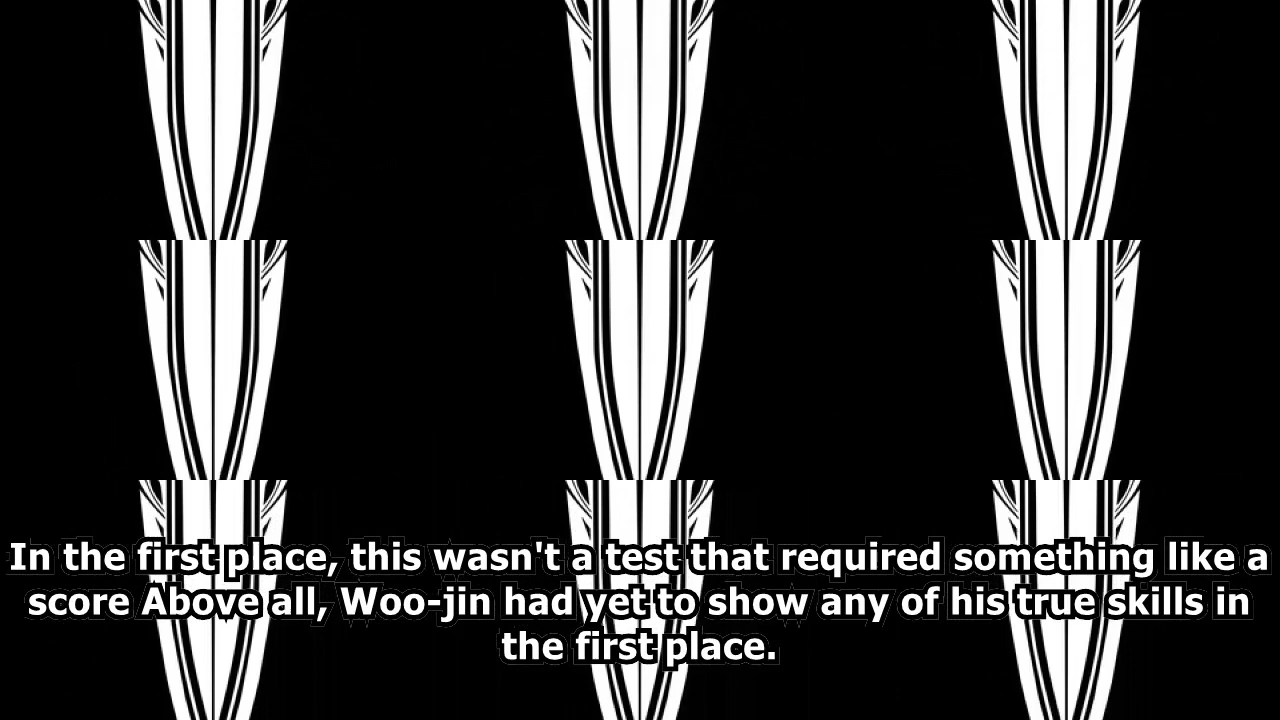 In the first place, this wasn't a test that required something like a
score Above all, Woo-jin had yet to show any of his true skills in
the first place.